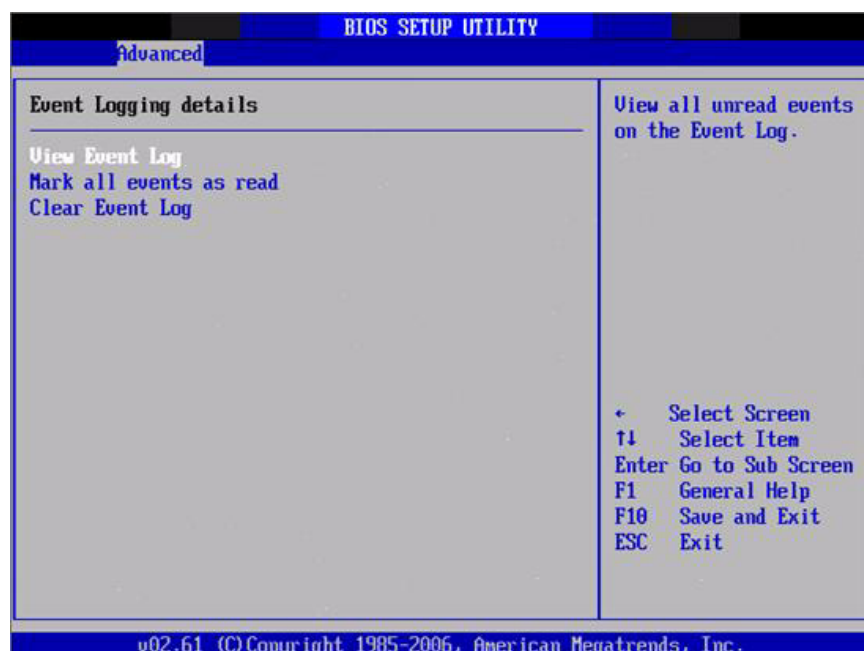 BIOS SETUP UTILITY
Advanced
Event Logging details
View Event Log
Mark all events as read
Clear Event Log
View all unread events
on the Event Log.
← Select Screen
↑↓ Select Item
Enter Go to Sub Screen
F1 General Help
F10 Save and Exit
ESC Exit
v02.61 (C)Copyright 1985-2006, American Megatrends, Inc.